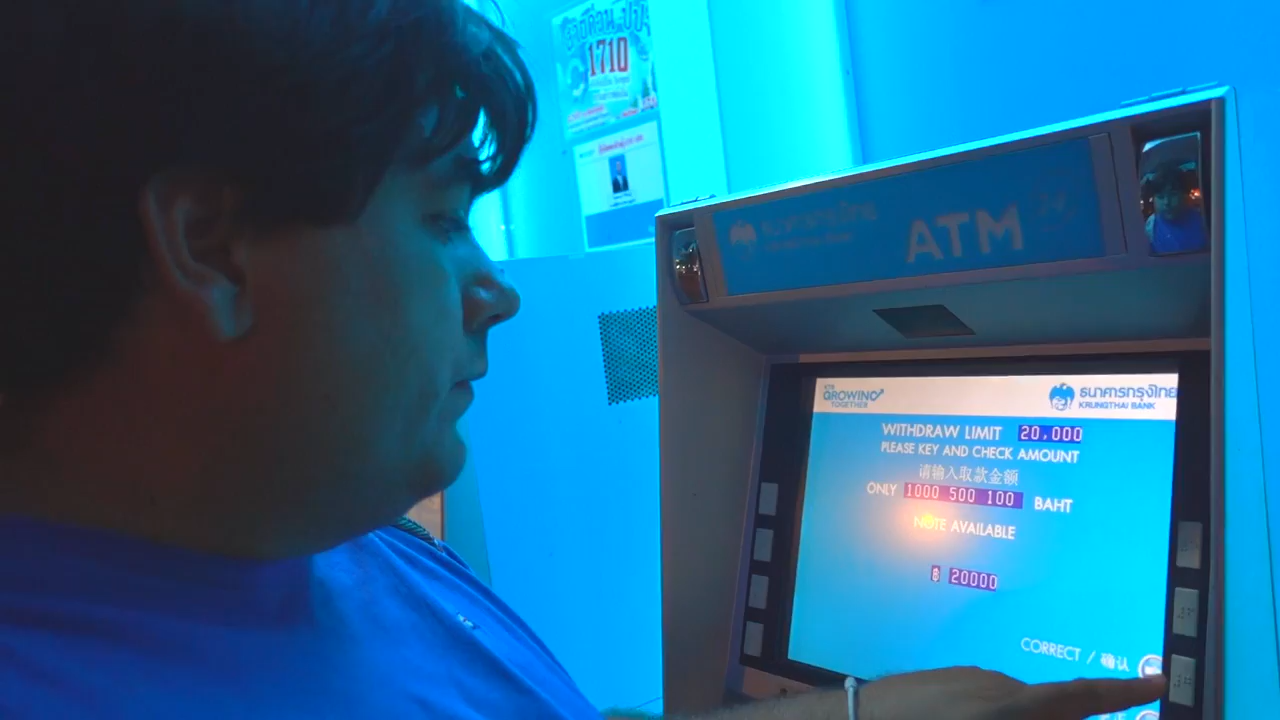 1710
ATM
KTB
GROWING
TOGETHER
ธนาคารกรุงไทย
KRUNGTHAI BANK
WITHDRAW LIMIT 20,000
PLEASE KEY AND CHECK AMOUNT
请输入取款金额
ONLY 1000 500 100 BAHT
NOTE AVAILABLE
฿ 20000
CORRECT / 确认